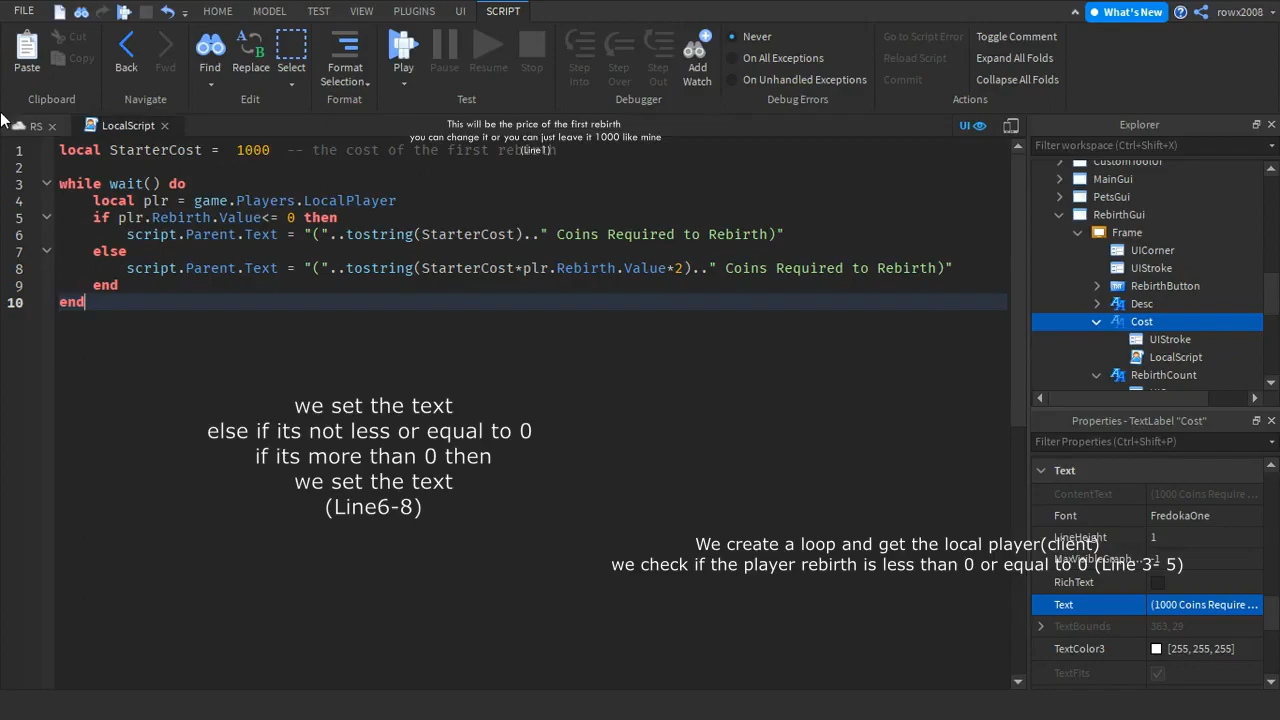 FILE HOME MODEL TEST VIEW PLUGINS UI SCRIPT What's New rowx2008
Paste Cut Copy Back Fwd Find Replace Select Format Selection Play Pause Resume Stop Step Into Step Over Step Out Add Watch
Never
On All Exceptions
On Unhandled Exceptions
Go to Script Error
Reload Script
Commit
Toggle Comment
Expand All Folds
Collapse All Folds
Clipboard Navigate Edit Format Test Debugger Debug Errors Actions
RS LocalScript UI
This will be the price of the first rebirth
you can change it or you can just leave it 1000 like mine
(Line1)
1 local StarterCost = 1000 -- the cost of the first rebirth
2
3 while wait() do
4 local plr = game.Players.LocalPlayer
5 if plr.Rebirth.Value<= 0 then
6 script.Parent.Text = "("..tostring(StarterCost).." Coins Required to Rebirth)"
7 else
8 script.Parent.Text = "("..tostring(StarterCost*plr.Rebirth.Value*2).." Coins Required to Rebirth)"
9 end
10 end
we set the text
else if its not less or equal to 0
if its more than 0 then
we set the text
(Line6-8)
We create a loop and get the local player(client)
we check if the player rebirth is less than 0 or equal to 0 (Line 3- 5)
Explorer
Filter workspace (Ctrl+Shift+X)
CustomToolUI
MainGui
PetsGui
RebirthGui
Frame
UICorner
UIStroke
RebirthButton
Desc
Cost
UIStroke
LocalScript
RebirthCount
Properties - TextLabel "Cost"
Filter Properties (Ctrl+Shift+P)
Text
ContentText (1000 Coins Require ...
Font FredokaOne
LineHeight 1
MaxVisibleGraph... -1
RichText
Text (1000 Coins Require ...
TextBounds 363, 29
TextColor3 [255, 255, 255]
TextFits